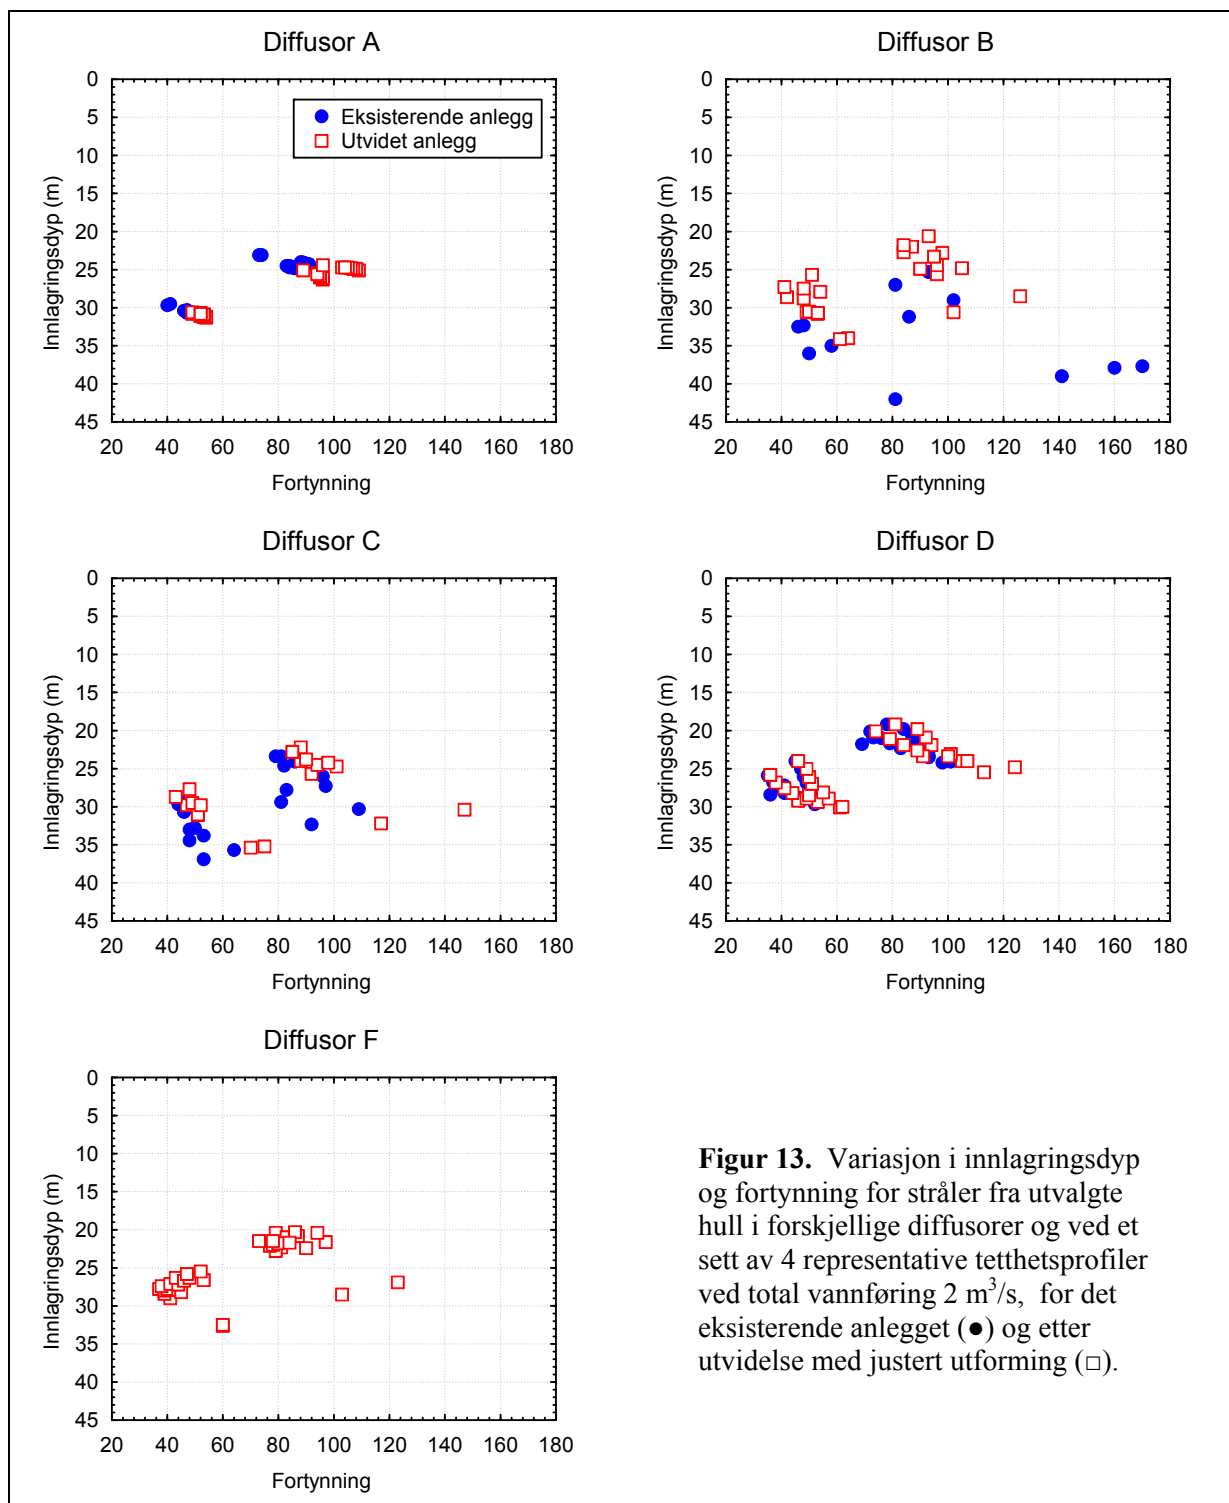 Diffusor A
0
5
10
15
20
25
30
35
40
45
Innlagringsdyp (m)
Eksisterende anlegg
Utvidet anlegg
20 40 60 80 100 120 140 160 180
Fortynning
Diffusor B
0
5
10
15
20
25
30
35
40
45
Innlagringsdyp (m)
20 40 60 80 100 120 140 160 180
Fortynning
Diffusor C
0
5
10
15
20
25
30
35
40
45
Innlagringsdyp (m)
20 40 60 80 100 120 140 160 180
Fortynning
Diffusor D
0
5
10
15
20
25
30
35
40
45
Innlagringsdyp (m)
20 40 60 80 100 120 140 160 180
Fortynning
Diffusor F
0
5
10
15
20
25
30
35
40
45
Innlagringsdyp (m)
20 40 60 80 100 120 140 160 180
Fortynning
Figur 13. Variasjon i innlagringsdyp
og fortynning for stråler fra utvalgte
hull i forskjellige diffusorer og ved et
sett av 4 representative tetthetsprofiler
ved total vannføring 2 m³/s, for det
eksisterende anlegget (●) og etter
utvidelse med justert utforming (□).